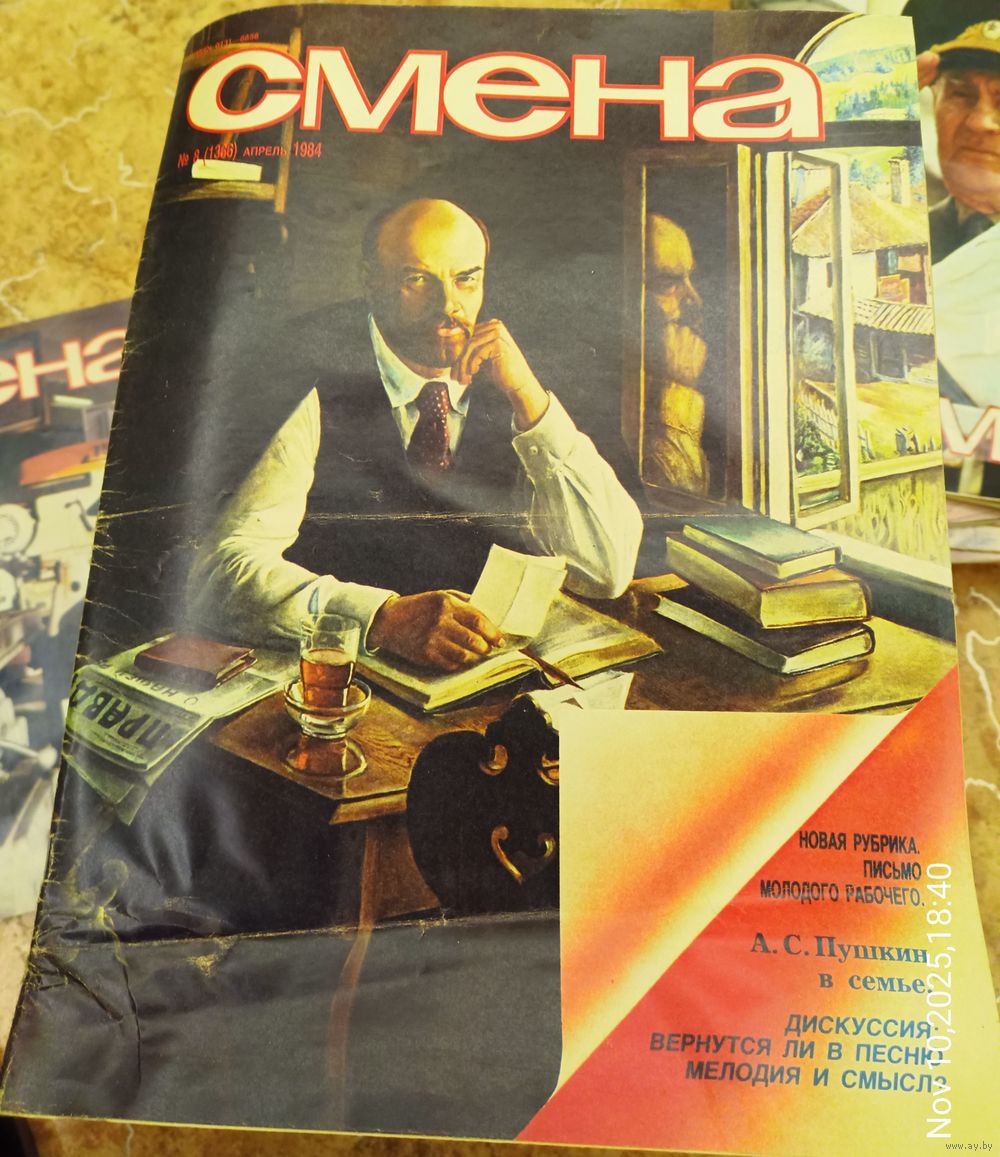 смена
№ 8 (1366) АПРЕЛЬ 1984
ПРАВДА
ена
НОВАЯ РУБРИКА.
ПИСЬМО
МОЛОДОГО РАБОЧЕГО.
А. С. Пушкин
в семье.
ДИСКУССИЯ:
ВЕРНУТСЯ ЛИ В ПЕСНЮ
МЕЛОДИЯ И СМЫСЛ?
Nov 10,2025,18:40
www.ay.by